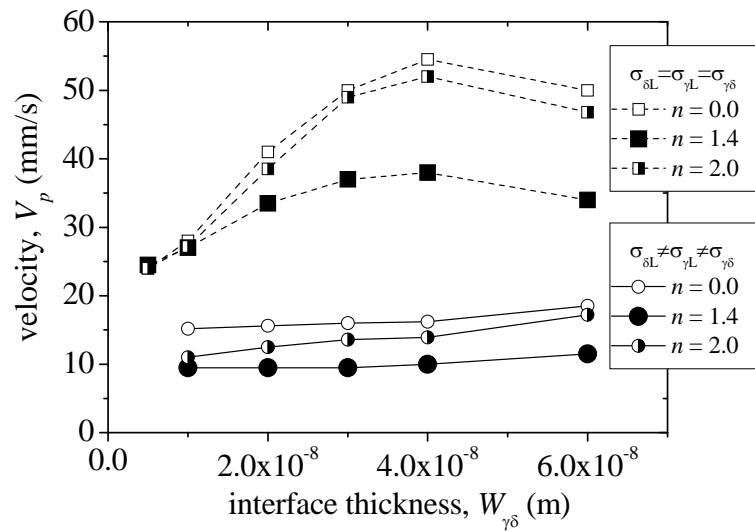 60
50
40
30
20
10
0
velocity, V_p (mm/s)
0.0
2.0x10⁻⁸
4.0x10⁻⁸
6.0x10⁻⁸
interface thickness, W_γδ (m)
σ_δL=σ_γL=σ_γδ
n = 0.0
n = 1.4
n = 2.0
σ_δL≠σ_γL≠σ_γδ
n = 0.0
n = 1.4
n = 2.0